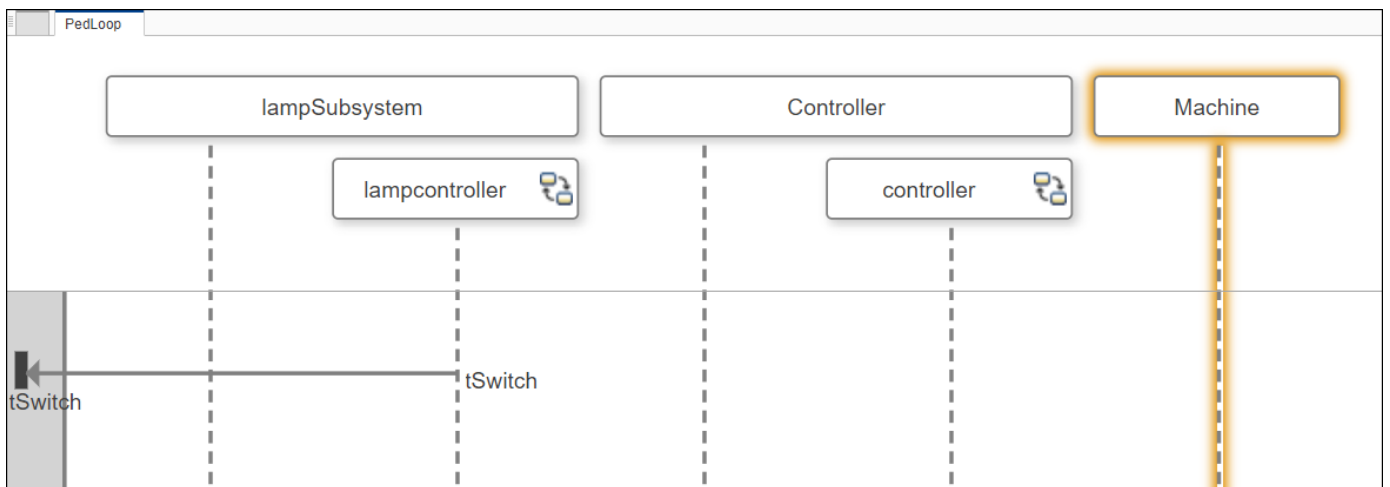 PedLoop
lampSubsystem
Controller
Machine
lampcontroller
controller
tSwitch
tSwitch